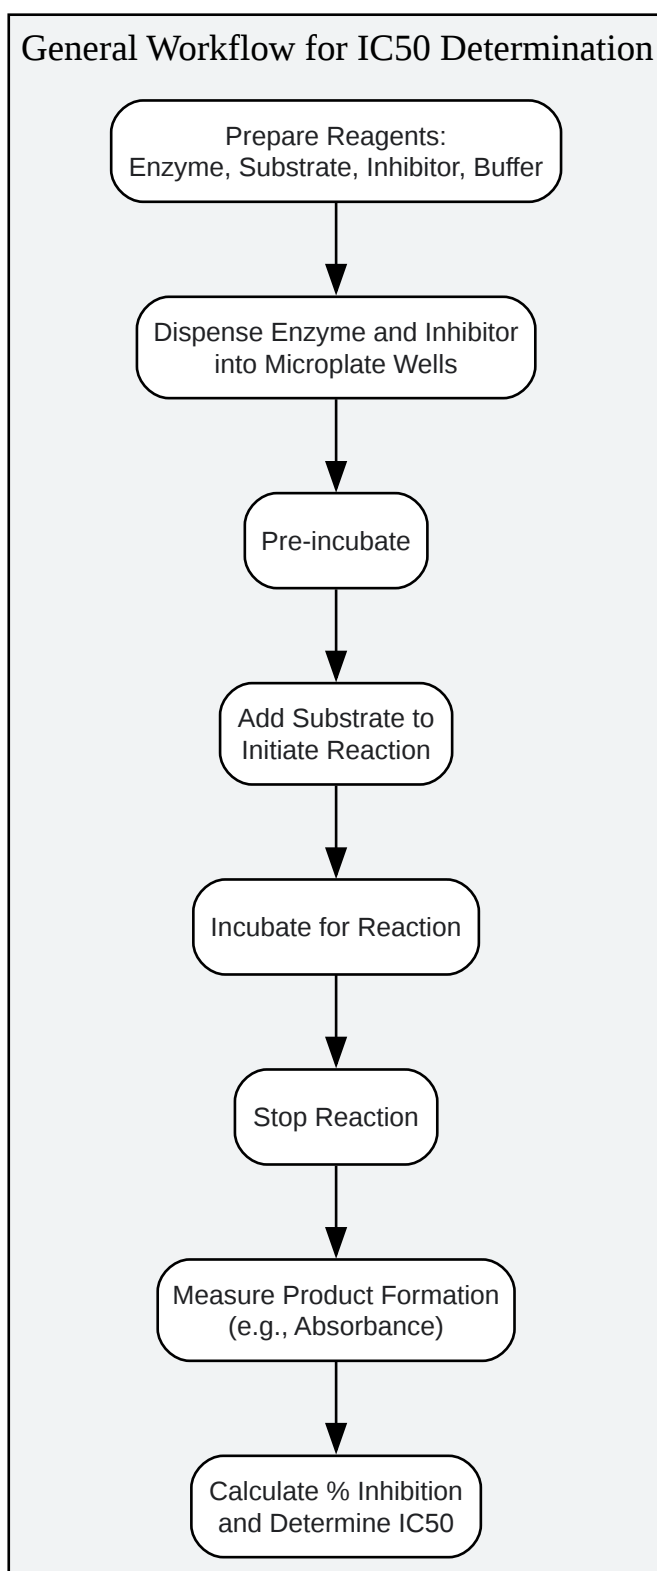 General Workflow for IC50 Determination
Prepare Reagents:
Enzyme, Substrate, Inhibitor, Buffer
Dispense Enzyme and Inhibitor
into Microplate Wells
Pre-incubate
Add Substrate to
Initiate Reaction
Incubate for Reaction
Stop Reaction
Measure Product Formation
(e.g., Absorbance)
Calculate % Inhibition
and Determine IC50